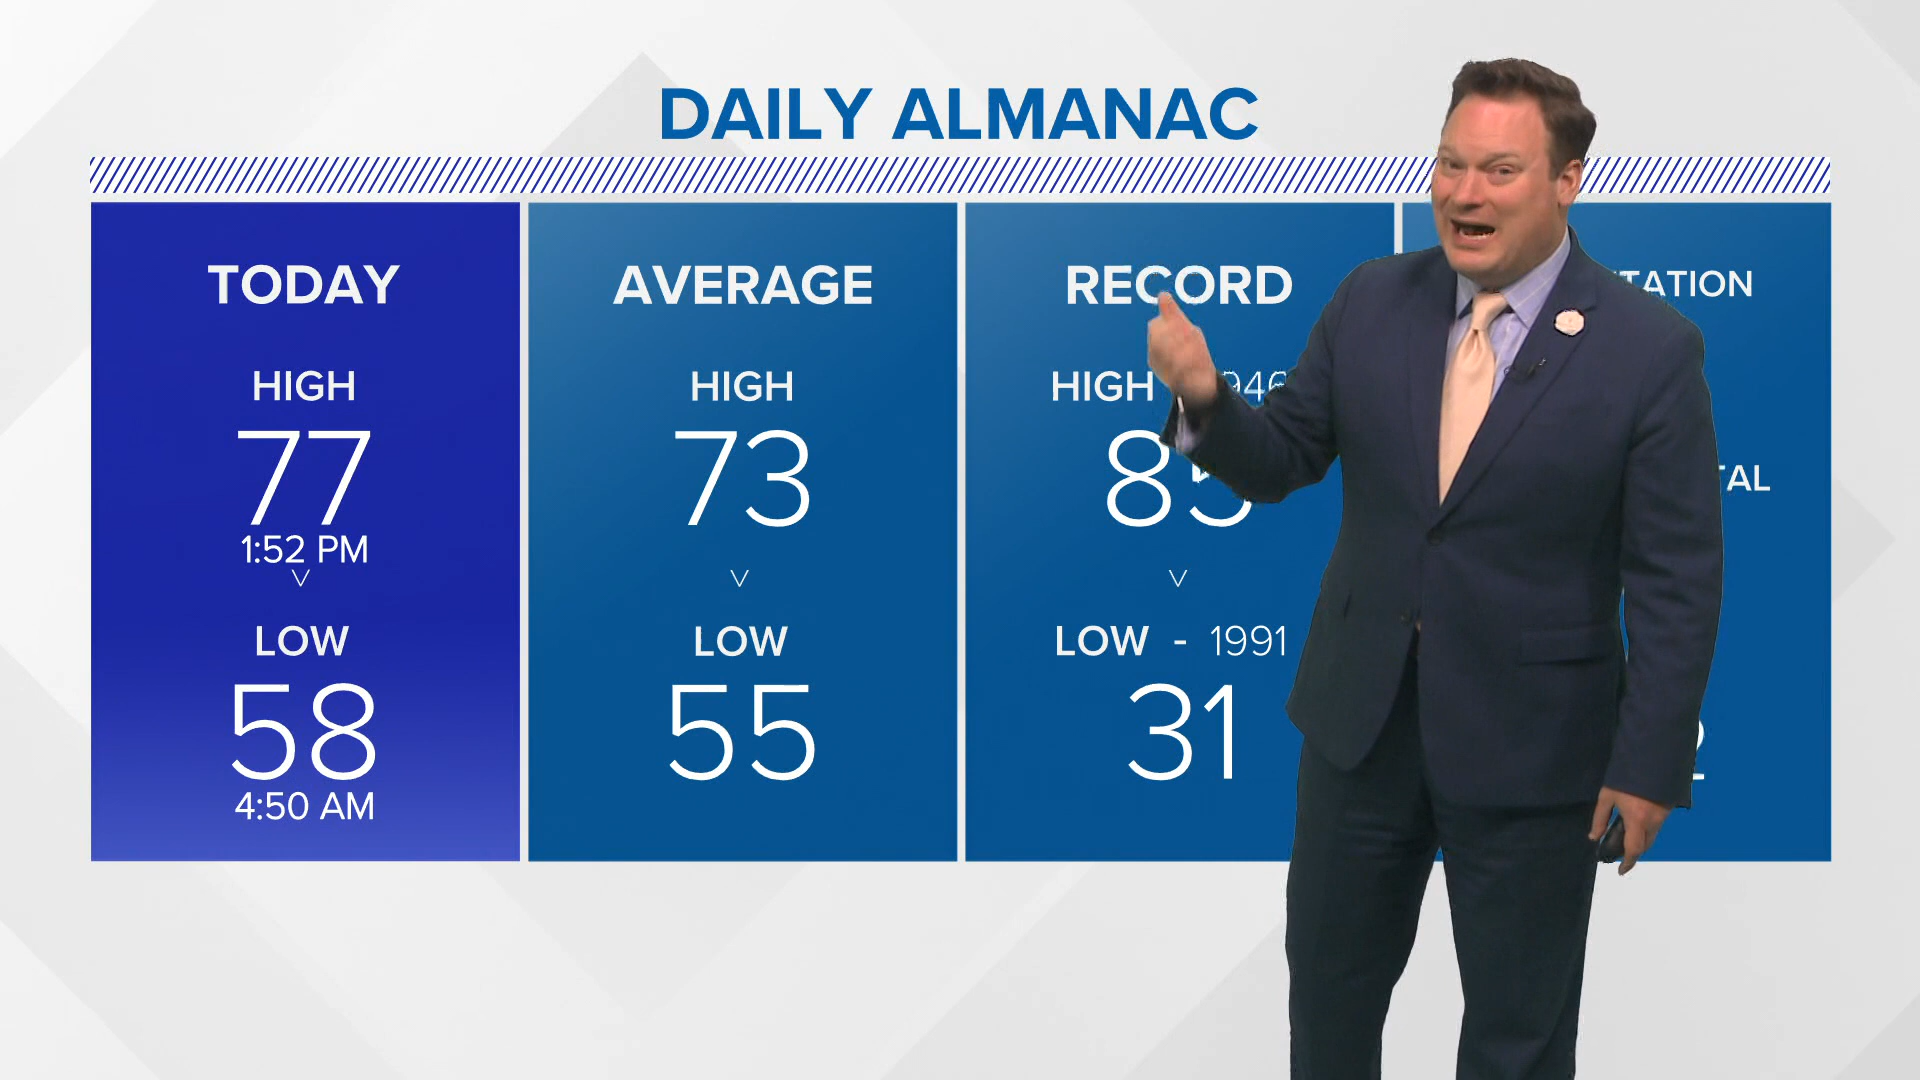 DAILY ALMANAC
TODAY
HIGH
77
1:52 PM
LOW
58
4:50 AM
AVERAGE
HIGH
73
LOW
55
RECORD
HIGH
85
LOW - 1991
31